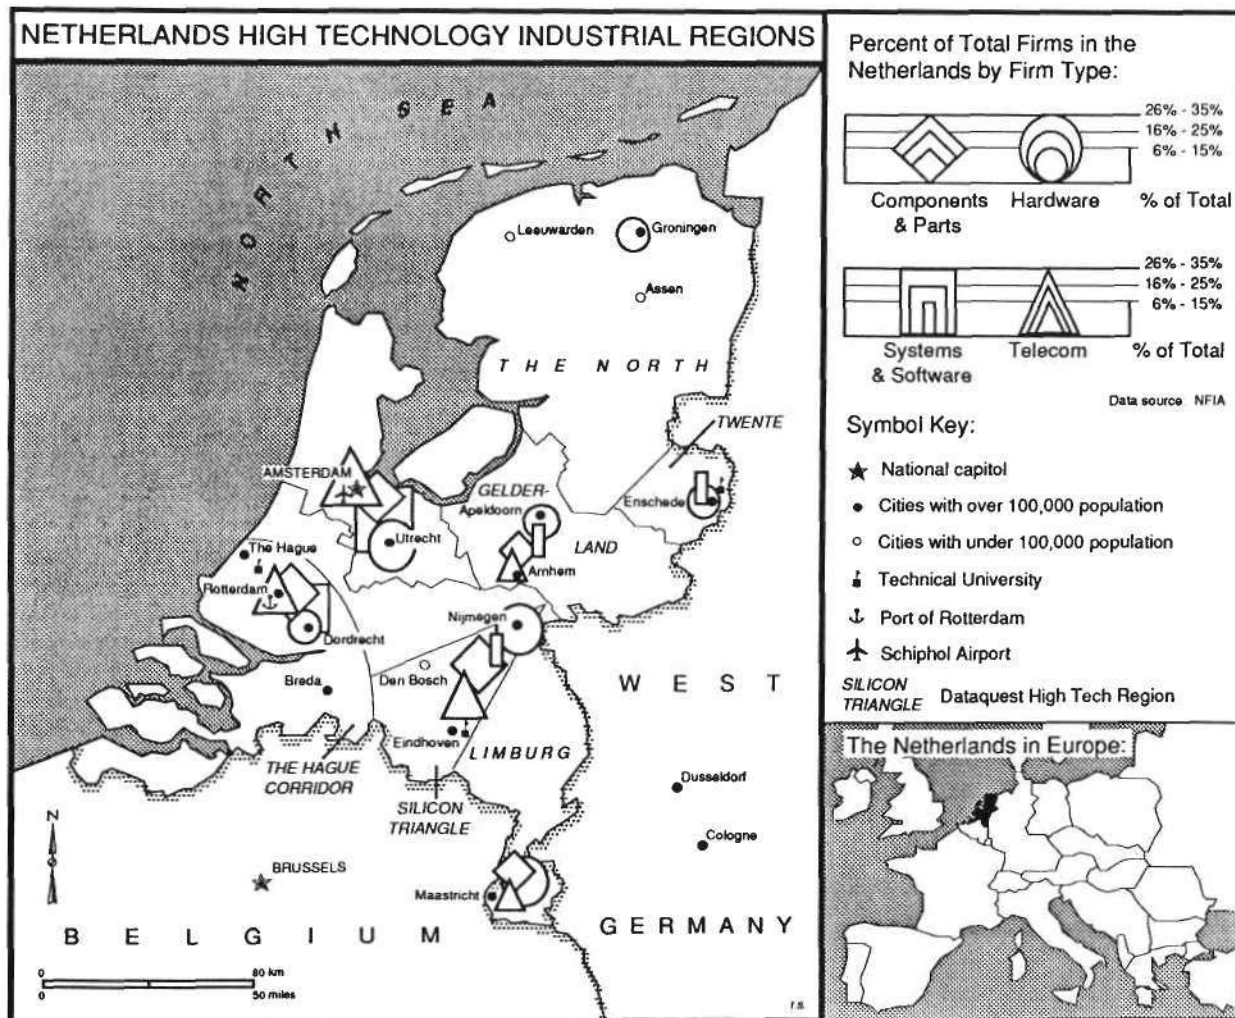 NETHERLANDS HIGH TECHNOLOGY INDUSTRIAL REGIONS
NORTH SEA
Leeuwarden
Groningen
Assen
THE NORTH
TWENTE
AMSTERDAM
GELDER-
Apeldoorn
Enschede
Utrecht
LAND
The Hague
Arnhem
Rotterdam
Nijmegen
Dordrecht
Den Bosch
Breda
WEST
Eindhoven
LIMBURG
THE HAGUE
CORRIDOR
SILICON
TRIANGLE
Dusseldorf
Cologne
N
BRUSSELS
Maastricht
GERMANY
BELGIUM
0 80 km
0 50 miles
r.s.
Percent of Total Firms in the
Netherlands by Firm Type:
26% - 35%
16% - 25%
6% - 15%
Components
& Parts
Hardware
% of Total
26% - 35%
16% - 25%
6% - 15%
Systems
& Software
Telecom
% of Total
Data source NFIA
Symbol Key:
National capitol
Cities with over 100,000 population
Cities with under 100,000 population
Technical University
Port of Rotterdam
Schiphol Airport
SILICON
TRIANGLE
Dataquest High Tech Region
The Netherlands in Europe: